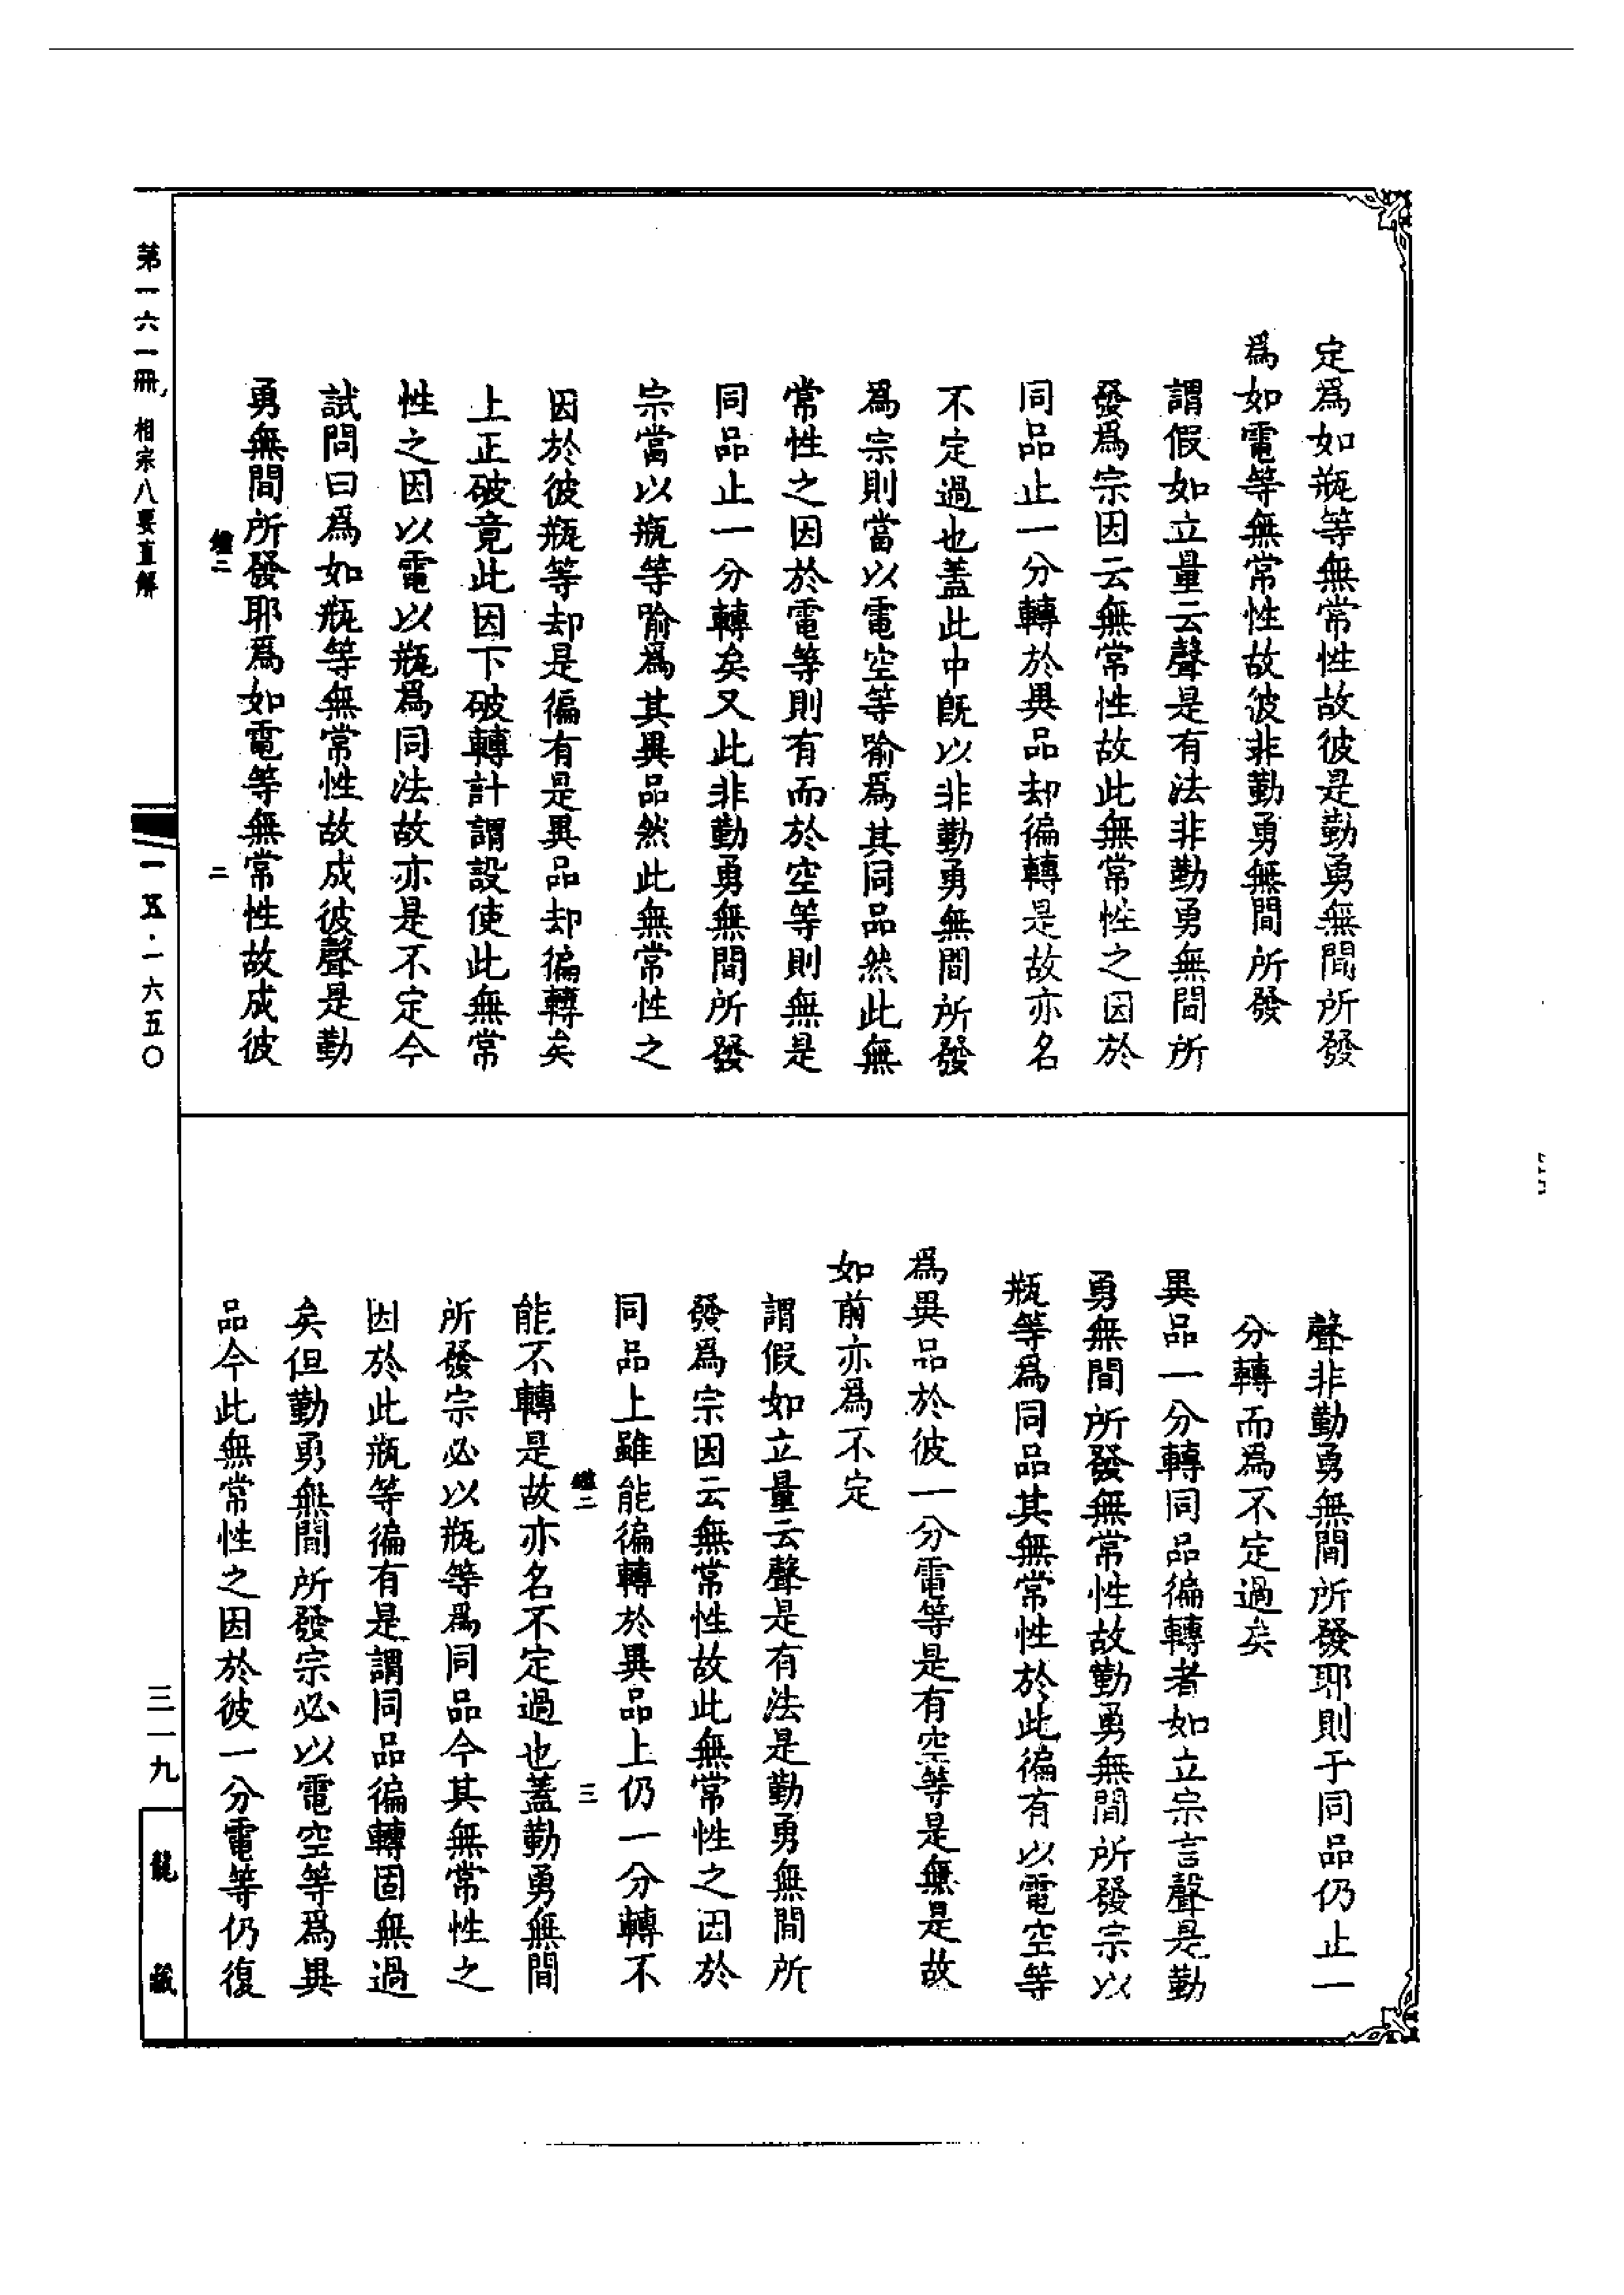 定爲如瓶等無常性故彼是勤勇無間所發
爲如電等無常性故彼非勤勇無間所發
謂假如立量云聲是有法非勤勇無間所
發爲宗因云無常性故此無常性之因於
同品止一分轉於異品却徧轉是故亦名
不定過也蓋此中旣以非勤勇無間所發
爲宗則當以電空等喻爲其同品然此無
常性之因於電等則有而於空等則無是
同品止一分轉矣又此非勤勇無間所發
宗當以瓶等喻爲其異品然此無常性之
因於彼瓶等却是徧有是異品却徧轉矣
上正破竟此因下破轉計謂設使此無常
性之因以電以瓶爲同法故亦是不定今
試問曰爲如瓶等無常性故成彼聲是勤
勇無間所發耶爲如電等無常性故成彼
二
聲非勤勇無間所發耶則于同品仍止一
分轉而爲不定過矣
異品一分轉同品徧轉者如立宗言聲是勤
勇無間所發無常性故勤勇無間所發宗以
瓶等爲同品其無常性於此徧有以電空等
爲異品於彼一分電等是有空等是無是故
如前亦爲不定
謂假如立量云聲是有法是勤勇無間所
發爲宗因云無常性故此無常性之因於
同品上雖能徧轉於異品上仍一分轉不
三
能不轉是故亦名不定過也蓋勤勇無間
所發宗必以瓶等爲同品今其無常性之
因於此瓶等徧有是謂同品徧轉固無過
矣但勤勇無間所發宗必以電空等爲異
品今此無常性之因於彼一分電等仍復
第一六一冊 相宗八要直解
一五·一六五〇
三一九
龍藏